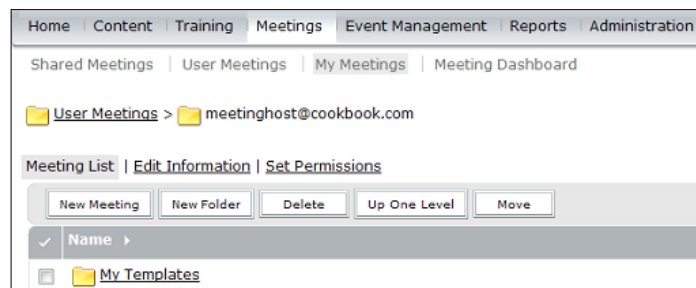 Home Content Training Meetings Event Management Reports Administration
Shared Meetings | User Meetings | My Meetings | Meeting Dashboard
User Meetings > meetinghost@cookbook.com
Meeting List | Edit Information | Set Permissions
New Meeting New Folder Delete Up One Level Move
Name
My Templates